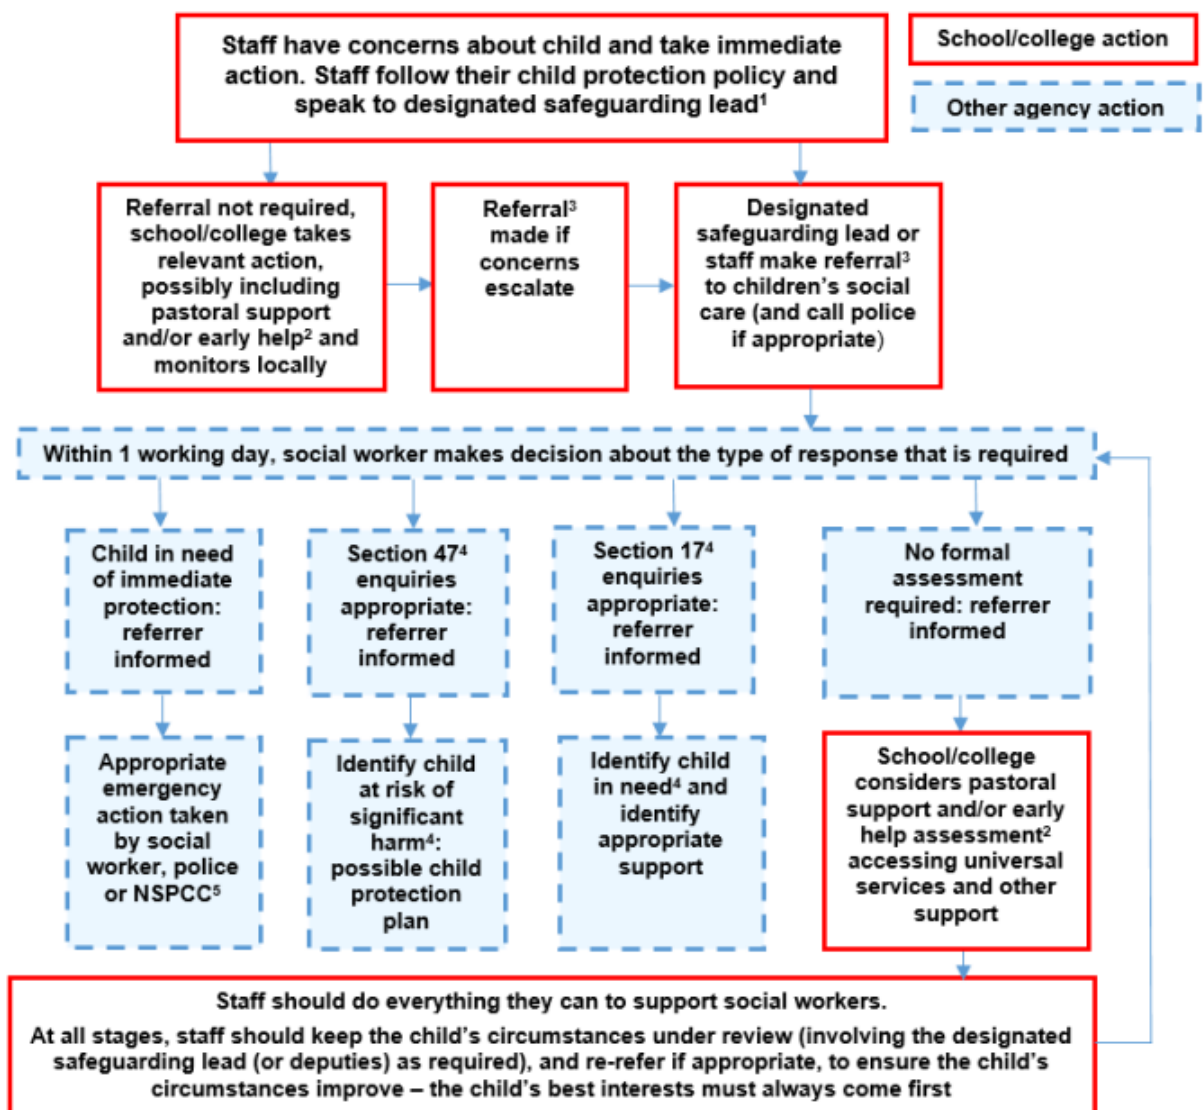 Staff have concerns about child and take immediate
action. Staff follow their child protection policy and
speak to designated safeguarding lead¹
School/college action
Other agency action
Referral not required,
school/college takes
relevant action,
possibly including
pastoral support
and/or early help² and
monitors locally
Referral³
made if
concerns
escalate
Designated
safeguarding lead or
staff make referral³
to children’s social
care (and call police
if appropriate)
Within 1 working day, social worker makes decision about the type of response that is required
Child in need
of immediate
protection:
referrer
informed
Section 47⁴
enquiries
appropriate:
referrer
informed
Section 17⁴
enquiries
appropriate:
referrer
informed
No formal
assessment
required: referrer
informed
Appropriate
emergency
action taken
by social
worker, police
or NSPCC⁵
Identify child
at risk of
significant
harm⁴:
possible child
protection
plan
Identify child
in need⁴ and
identify
appropriate
support
School/college
considers pastoral
support and/or early
help assessment²
accessing universal
services and other
support
Staff should do everything they can to support social workers.
At all stages, staff should keep the child’s circumstances under review (involving the designated
safeguarding lead (or deputies) as required), and re-refer if appropriate, to ensure the child’s
circumstances improve – the child’s best interests must always come first